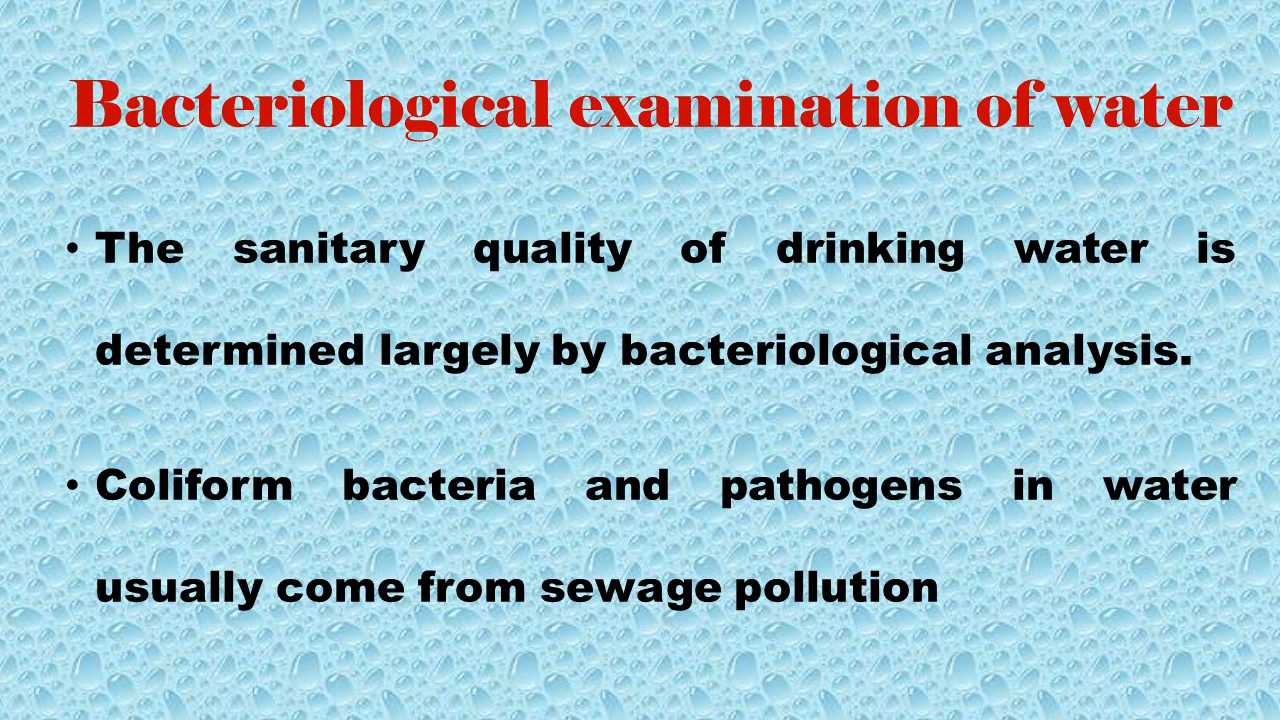 Bacteriological examination of water
• The sanitary quality of drinking water is
determined largely by bacteriological analysis.
• Coliform bacteria and pathogens in water
usually come from sewage pollution